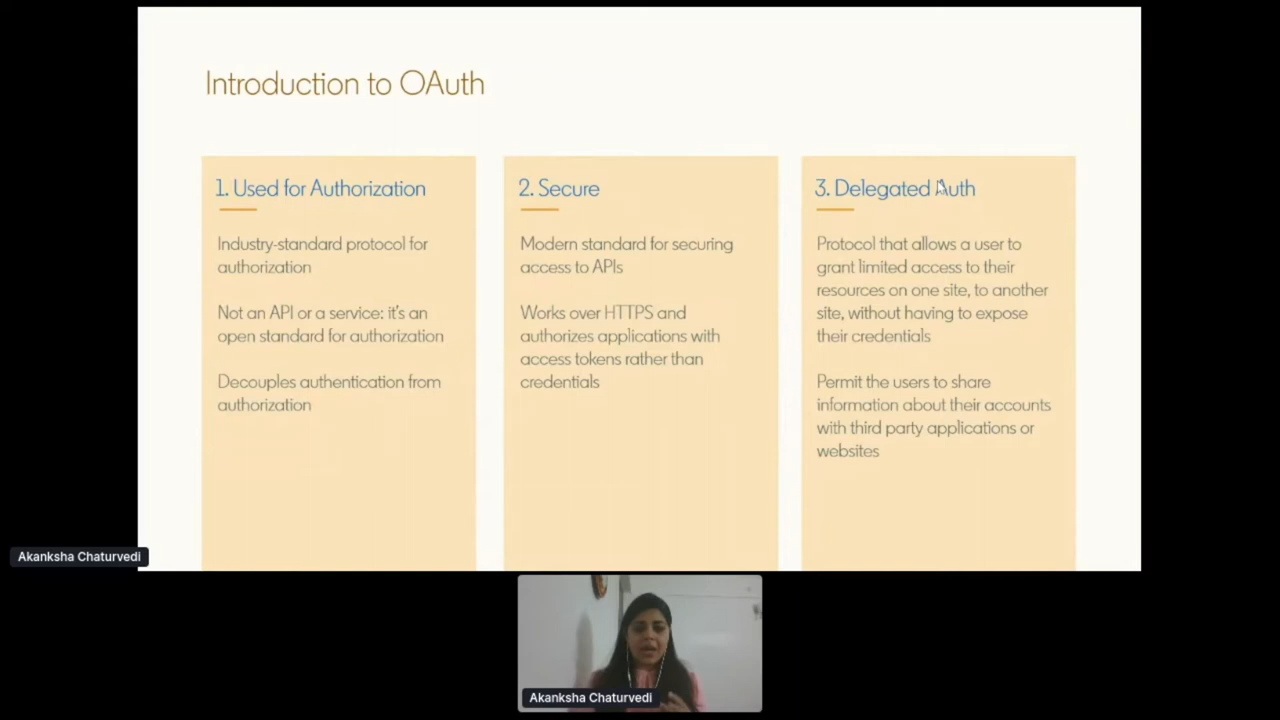 Introduction to OAuth
1. Used for Authorization
Industry-standard protocol for
authorization
Not an API or a service: it's an
open standard for authorization
Decouples authentication from
authorization
2. Secure
Modern standard for securing
access to APIs
Works over HTTPS and
authorizes applications with
access tokens rather than
credentials
3. Delegated Auth
Protocol that allows a user to
grant limited access to their
resources on one site, to another
site, without having to expose
their credentials
Permit the users to share
information about their accounts
with third party applications or
websites
Akanksha Chaturvedi
Akanksha Chaturvedi